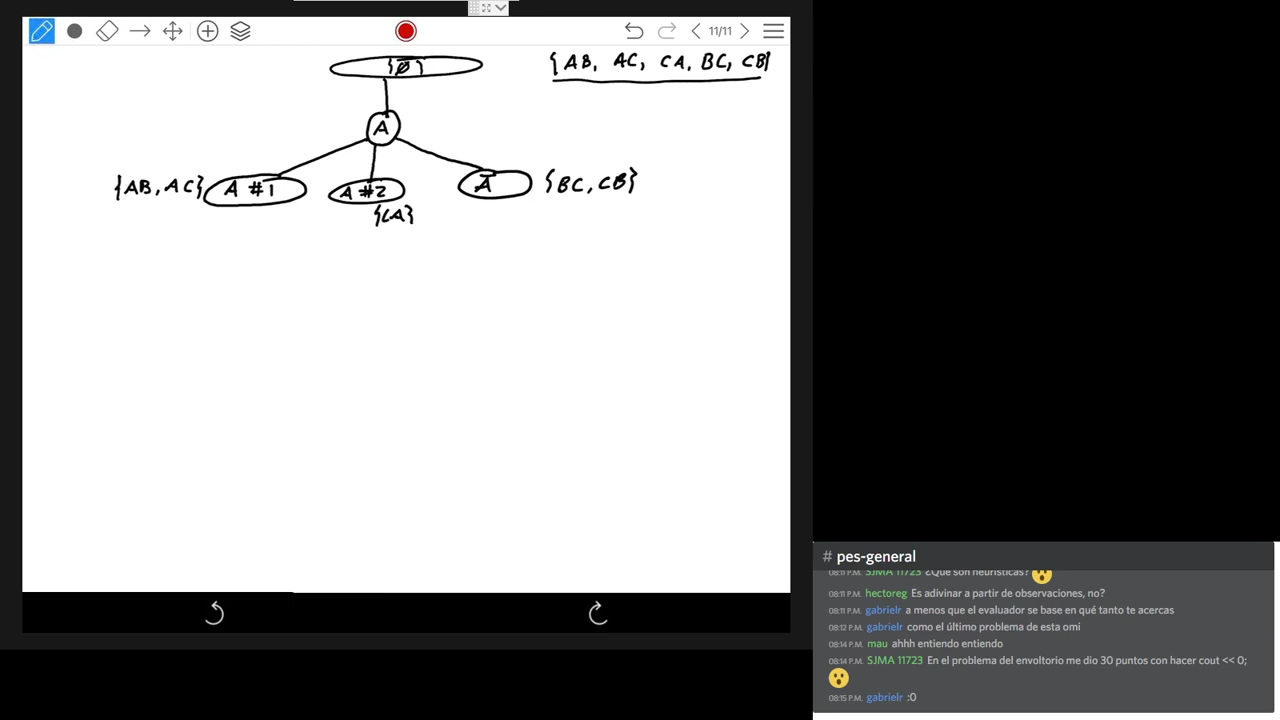 11/11
{Ø}
{AB, AC, CA, BC, CB}
A
{AB, AC} A #1 A #2 A̅ {BC, CB}
{CA}
# pes-general
08:11 P.M. SJMA 11723 ¿Que son heuristicas? 😮
08:11 P.M. hectoreg Es adivinar a partir de observaciones, no?
08:11 P.M. gabrielr a menos que el evaluador se base en qué tanto te acercas
08:12 P.M. gabrielr como el último problema de esta omi
08:14 P.M. mau ahhh entiendo entiendo
08:14 P.M. SJMA 11723 En el problema del envoltorio me dio 30 puntos con hacer cout << 0;
😮
08:15 P.M. gabrielr :0